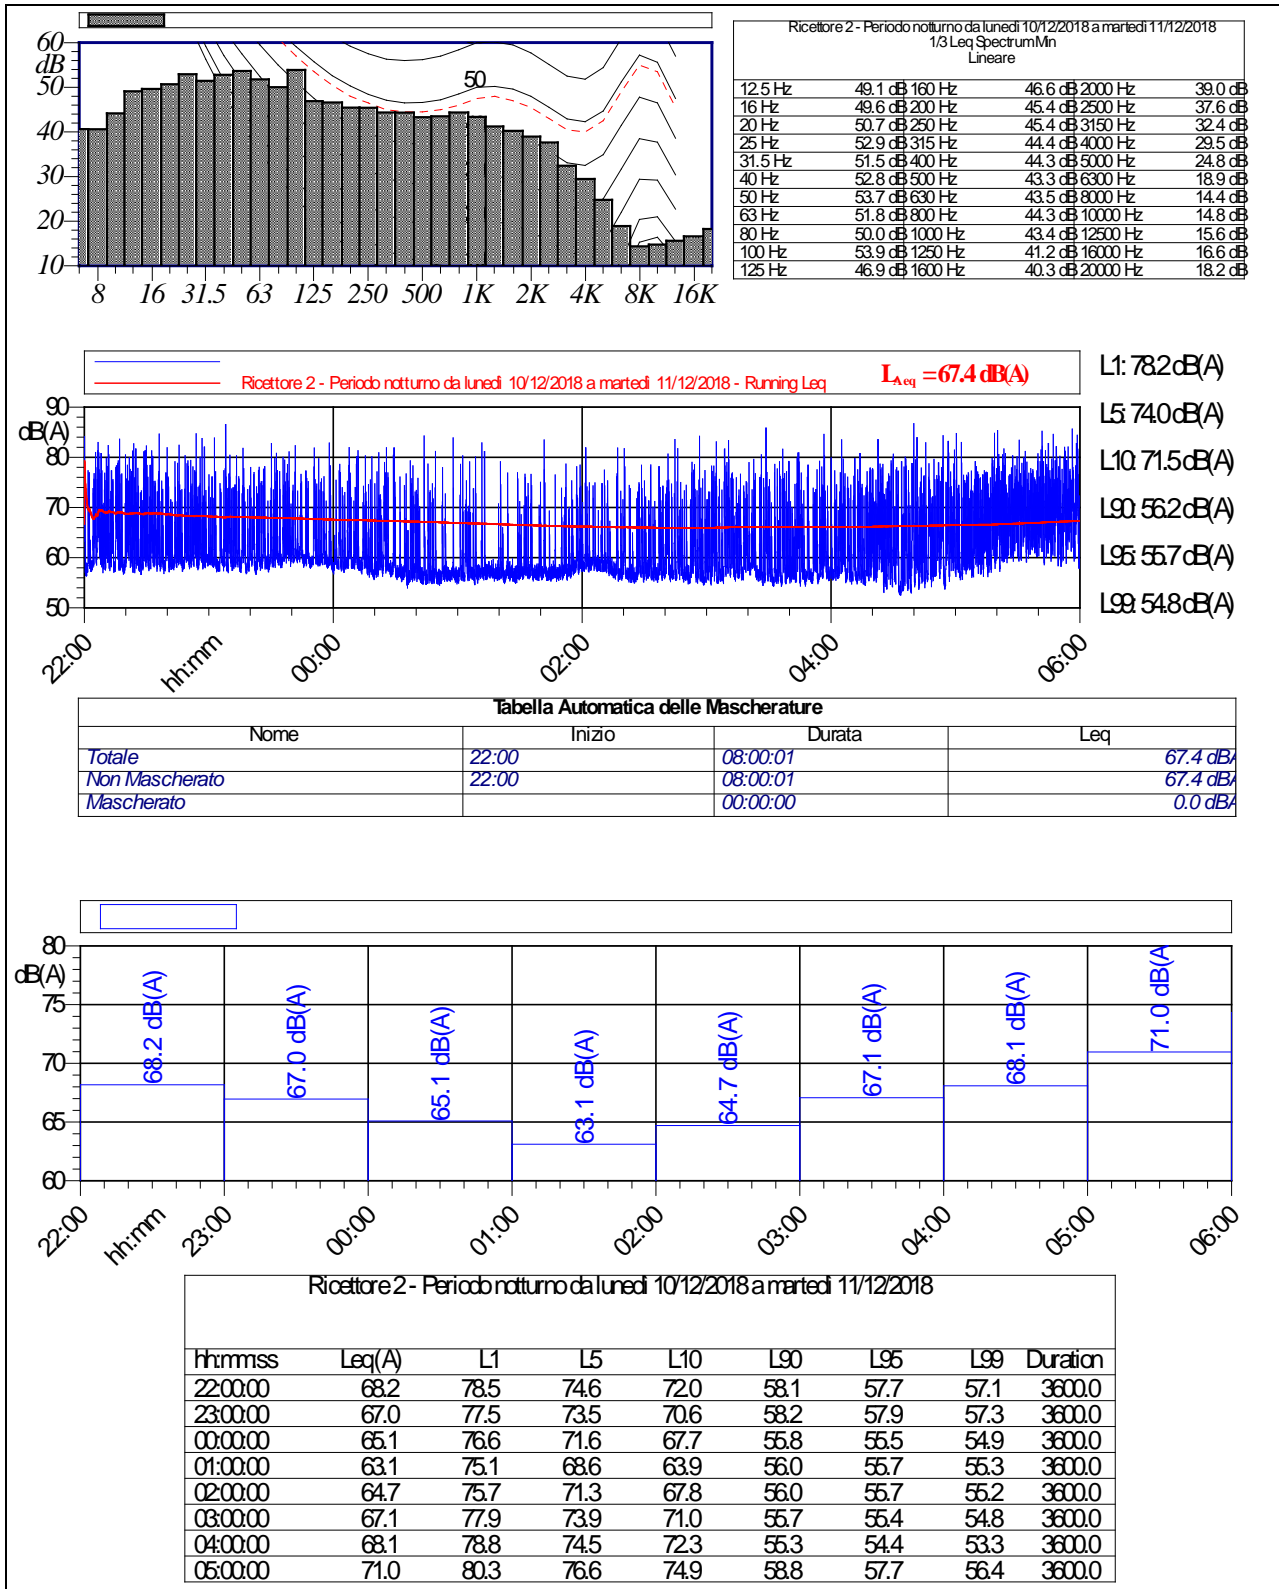 60
dB
50
40
30
20
10
50
8 16 31.5 63 125 250 500 1K 2K 4K 8K 16K
Ricettore 2 - Periodo notturno da lunedì 10/12/2018 a martedì 11/12/2018
1/3 Leq Spectrum Min
Lineare
12.5 Hz 49.1 dB 160 Hz 46.6 dB 2000 Hz 39.0 dB
16 Hz 49.6 dB 200 Hz 45.4 dB 2500 Hz 37.6 dB
20 Hz 50.7 dB 250 Hz 45.4 dB 3150 Hz 32.4 dB
25 Hz 52.9 dB 315 Hz 44.4 dB 4000 Hz 29.5 dB
31.5 Hz 51.5 dB 400 Hz 44.3 dB 5000 Hz 24.8 dB
40 Hz 52.8 dB 500 Hz 43.3 dB 6300 Hz 18.9 dB
50 Hz 53.7 dB 630 Hz 43.5 dB 8000 Hz 14.4 dB
63 Hz 51.8 dB 800 Hz 44.3 dB 10000 Hz 14.8 dB
80 Hz 50.0 dB 1000 Hz 43.4 dB 12500 Hz 15.6 dB
100 Hz 53.9 dB 1250 Hz 41.2 dB 16000 Hz 16.6 dB
125 Hz 46.9 dB 1600 Hz 40.3 dB 20000 Hz 18.2 dB
Ricettore 2 - Periodo notturno da lunedì 10/12/2018 a martedì 11/12/2018 - Running Leq
LAeq = 67.4 dB(A)
L1: 78.2 dB(A)
L5: 74.0 dB(A)
L10: 71.5 dB(A)
L90: 56.2 dB(A)
L95: 55.7 dB(A)
L99: 54.8 dB(A)
90
dB(A)
80
70
60
50
22:00 hh:mm 00:00 02:00 04:00 06:00
Tabella Automatica delle Mascherature
Nome Inizio Durata Leq
Totale 22:00 08:00:01 67.4 dBA
Non Mascherato 22:00 08:00:01 67.4 dBA
Mascherato 00:00:00 0.0 dBA
80
dB(A)
75
70
65
60
68.2 dB(A)
67.0 dB(A)
65.1 dB(A)
63.1 dB(A)
64.7 dB(A)
67.1 dB(A)
68.1 dB(A)
71.0 dB(A
22:00 hh:mm 23:00 00:00 01:00 02:00 03:00 04:00 05:00 06:00
Ricettore 2 - Periodo notturno da lunedì 10/12/2018 a martedì 11/12/2018
hh:mm:ss Leq(A) L1 L5 L10 L90 L95 L99 Duration
22:00:00 68.2 78.5 74.6 72.0 58.1 57.7 57.1 3600.0
23:00:00 67.0 77.5 73.5 70.6 58.2 57.9 57.3 3600.0
00:00:00 65.1 76.6 71.6 67.7 55.8 55.5 54.9 3600.0
01:00:00 63.1 75.1 68.6 63.9 56.0 55.7 55.3 3600.0
02:00:00 64.7 75.7 71.3 67.8 56.0 55.7 55.2 3600.0
03:00:00 67.1 77.9 73.9 71.0 55.7 55.4 54.8 3600.0
04:00:00 68.1 78.8 74.5 72.3 55.3 54.4 53.3 3600.0
05:00:00 71.0 80.3 76.6 74.9 58.8 57.7 56.4 3600.0